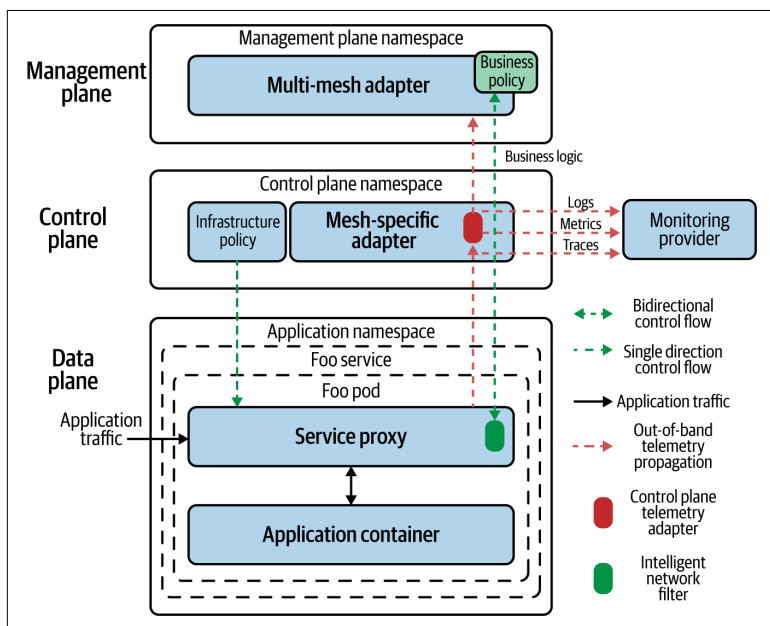 Management plane namespace
Management
plane
Multi-mesh adapter
Business
policy
Business logic
Control plane namespace
Control
plane
Infrastructure
policy
Mesh-specific
adapter
Logs
Metrics
Traces
Monitoring
provider
Application namespace
Data
plane
Foo service
Foo pod
Application
traffic
Service proxy
Application container
Bidirectional
control flow
Single direction
control flow
Application traffic
Out-of-band
telemetry
propagation
Control plane
telemetry
adapter
Intelligent
network
filter